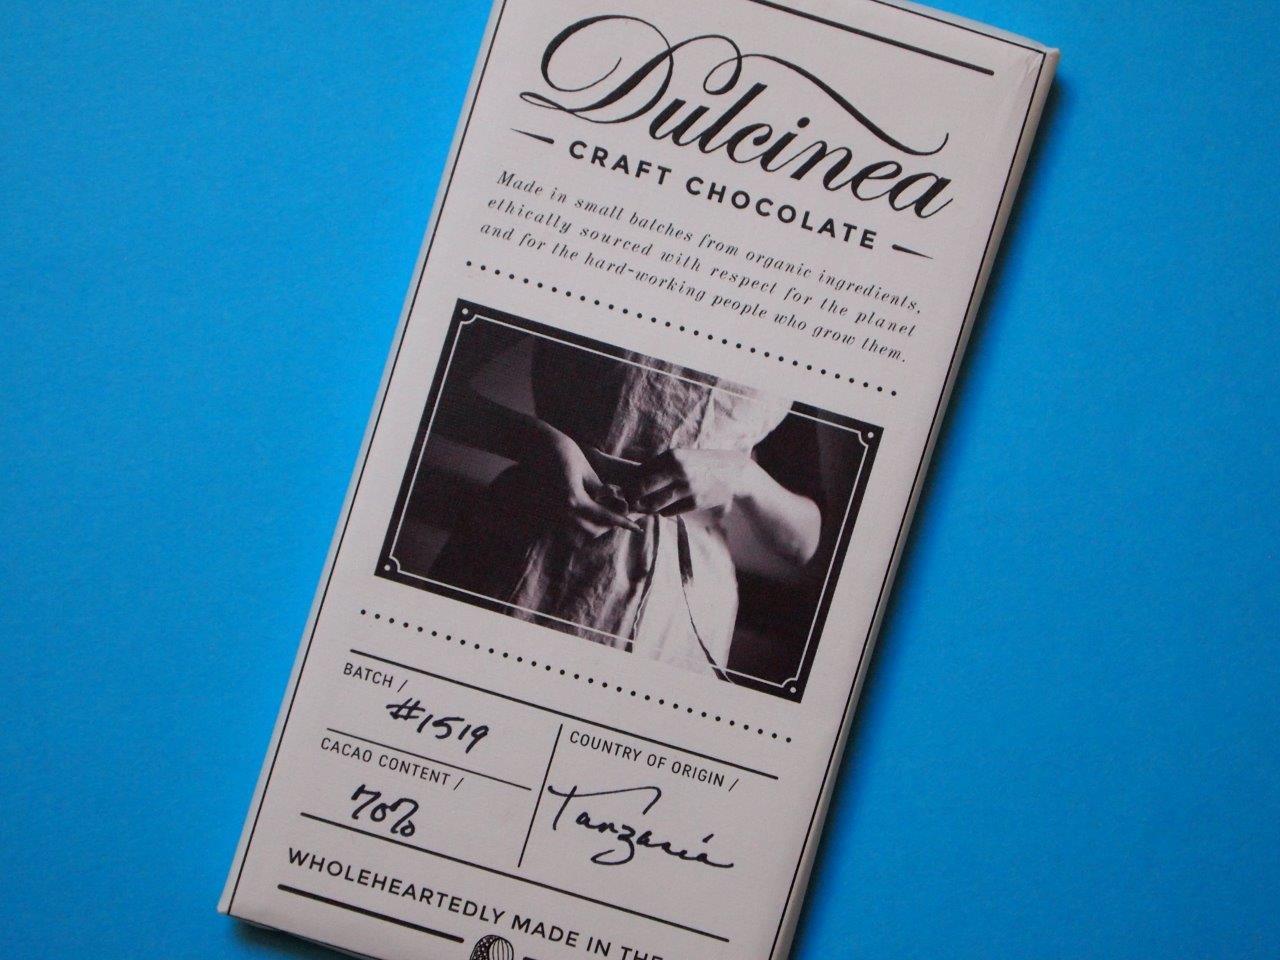 Dulcinea
CRAFT CHOCOLATE
Made in small batches from organic ingredients,
ethically sourced with respect for the planet
and for the hard-working people who grow them.
BATCH /
#1519
CACAO CONTENT /
70%
COUNTRY OF ORIGIN /
Tanzania
WHOLEHEARTEDLY MADE IN THE